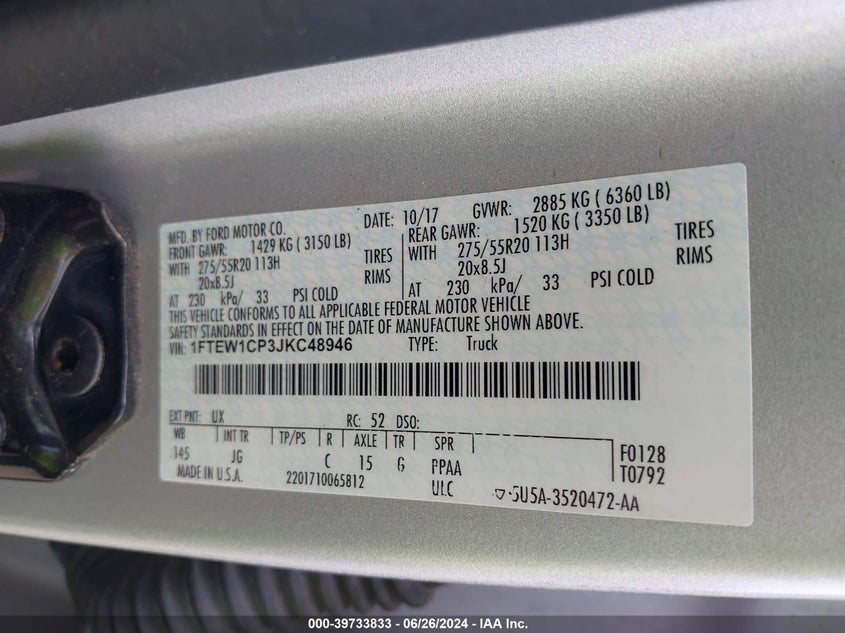 MFD. BY FORD MOTOR CO. DATE: 10/17 GVWR: 2885 KG ( 6360 LB)
FRONT GAWR: 1429 KG ( 3150 LB) REAR GAWR: 1520 KG ( 3350 LB)
WITH 275/55R20 113H TIRES WITH 275/55R20 113H TIRES
20x8.5J RIMS 20x8.5J RIMS
AT 230 kPa/ 33 PSI COLD AT 230 kPa/ 33 PSI COLD
THIS VEHICLE CONFORMS TO ALL APPLICABLE FEDERAL MOTOR VEHICLE
SAFETY STANDARDS IN EFFECT ON THE DATE OF MANUFACTURE SHOWN ABOVE.
VIN: 1FTEW1CP3JKC48946 TYPE: Truck
EXT PNT: UX RC: 52 DSO:
WB INT TR TP/PS R AXLE TR SPR F0128
145 JG C 15 G PPAA T0792
MADE IN U.S.A. 2201710065812 ULC 5U5A-3520472-AA
000-39733833 - 06/26/2024 - IAA Inc.